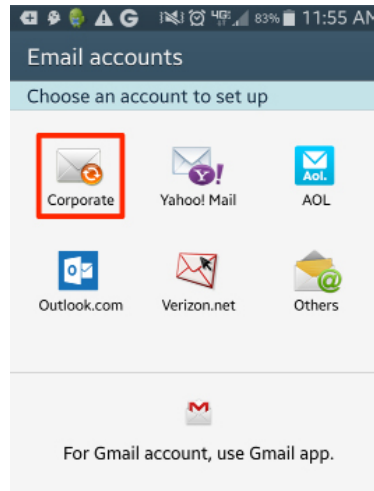 4G 83% 11:55 AM
Email accounts
Choose an account to set up
Corporate Yahoo! Mail Aol. AOL
Outlook.com Verizon.net Others
For Gmail account, use Gmail app.